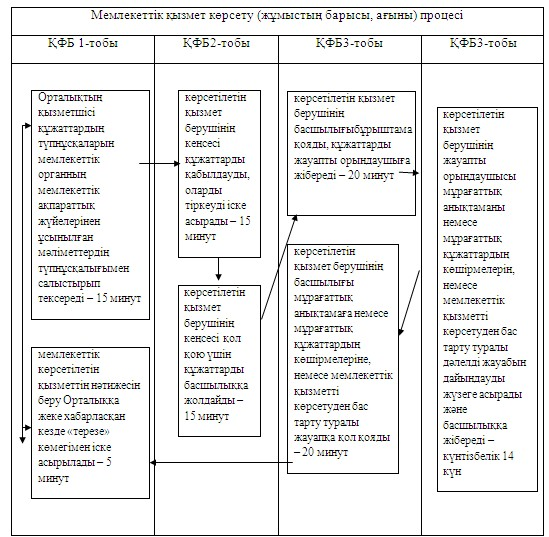 Мемлекеттік қызмет көрсету (жұмыстың барысы, ағыны) процесі
ҚФБ 1-тобы
ҚФБ2-тобы
ҚФБ3-тобы
ҚФБ3-тобы
Орталықтың
қызметшісі
құжаттардың
түпнұсқаларын
мемлекеттік
органның
мемлекеттік
ақпараттық
жүйелерінен
ұсынылған
мәліметтердің
түпнұсқалығымен
салыстырып
тексереді – 15 минут
мемлекеттік
көрсетілетін
қызметтін нәтижесін
беру Орталыққа
жеке хабарласқан
кезде «терезе»
көмегімен іске
асырылады – 5
минут
көрсетілетін
қызмет
берушінің
кенсесі
құжаттарды
қабылдауды,
оларды
тіркеуді іске
асырады – 15
минут
көрсетілетін
қызмет
берушінің
кенсесі қол
қою үшін
құжаттарды
басшылыққа
жолдайды –
15 минут
көрсетілетін қызмет
берушінің
басшылығыбұрыштама
қояды, құжаттарды
жауапты орындаушыға
жібереді – 20 минут
көрсетілетін
қызмет берушінің
басшылығы
мұрағаттық
анықтамаға немесе
мұрағаттық
құжаттардың
көшірмелеріне,
немесе мемлекеттік
қызметті
көрсетуден бас
тарту туралы
жауапқа қол қояды
– 20 минут
көрсетілетін
қызмет
берушінің
жауапты
орындаушысы
мұрағаттық
анықтаманы
немесе
мұрағаттық
құжаттардың
көшірмелерін,
немесе
мемлекеттік
қызметті
көрсетуден бас
тарту туралы
дәлелді жауабын
дайындауды
жүзеге асырады
және
басшылыққа
жібереді –
күнтізбелік 14
күн